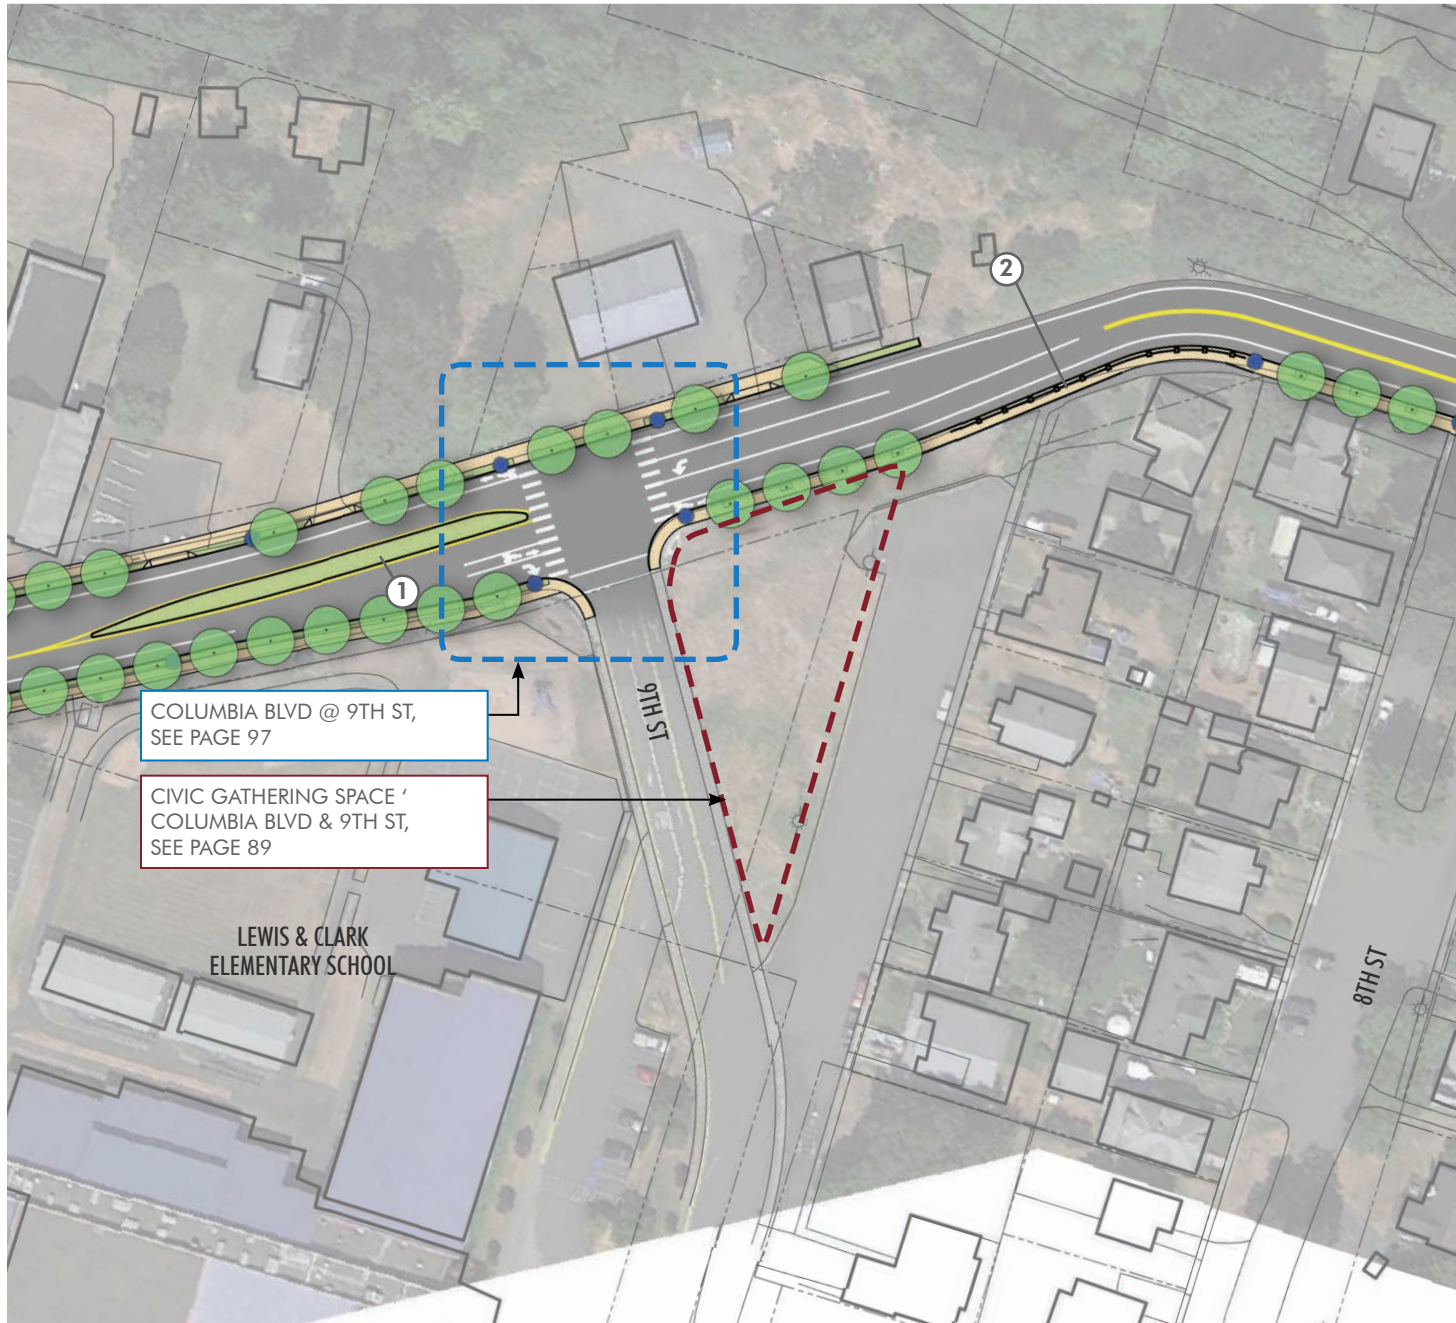 2
1
COLUMBIA BLVD @ 9TH ST,
SEE PAGE 97
9TH ST
CIVIC GATHERING SPACE ‘
COLUMBIA BLVD & 9TH ST,
SEE PAGE 89
LEWIS & CLARK
ELEMENTARY SCHOOL
8TH ST